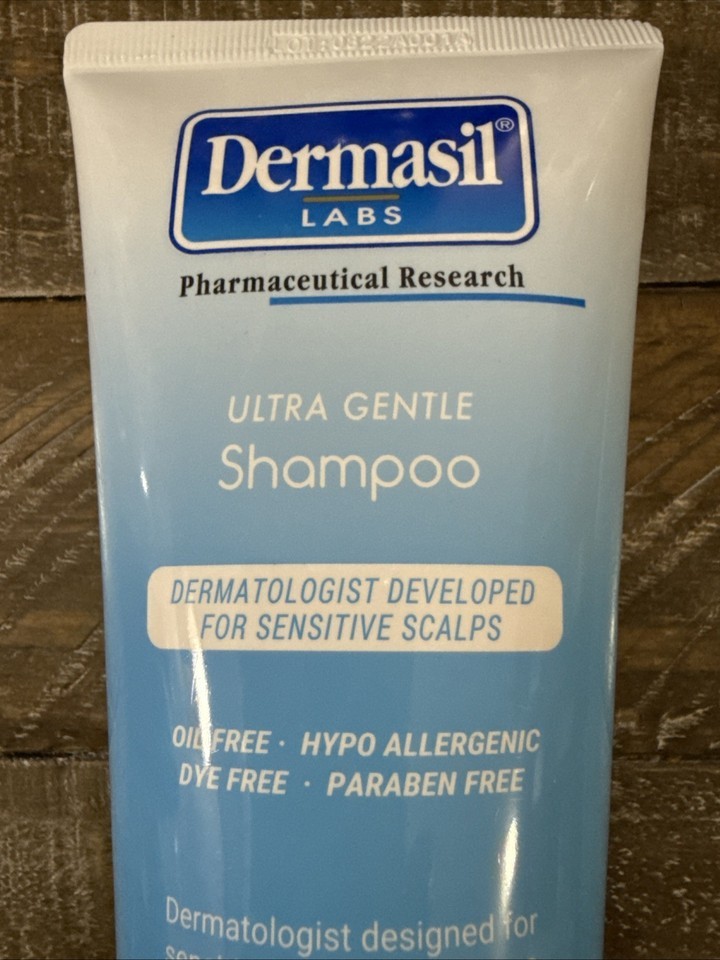 Dermasil®
LABS
Pharmaceutical Research
ULTRA GENTLE
Shampoo
DERMATOLOGIST DEVELOPED
FOR SENSITIVE SCALPS
OIL FREE · HYPO ALLERGENIC
DYE FREE · PARABEN FREE
Dermatologist designed for